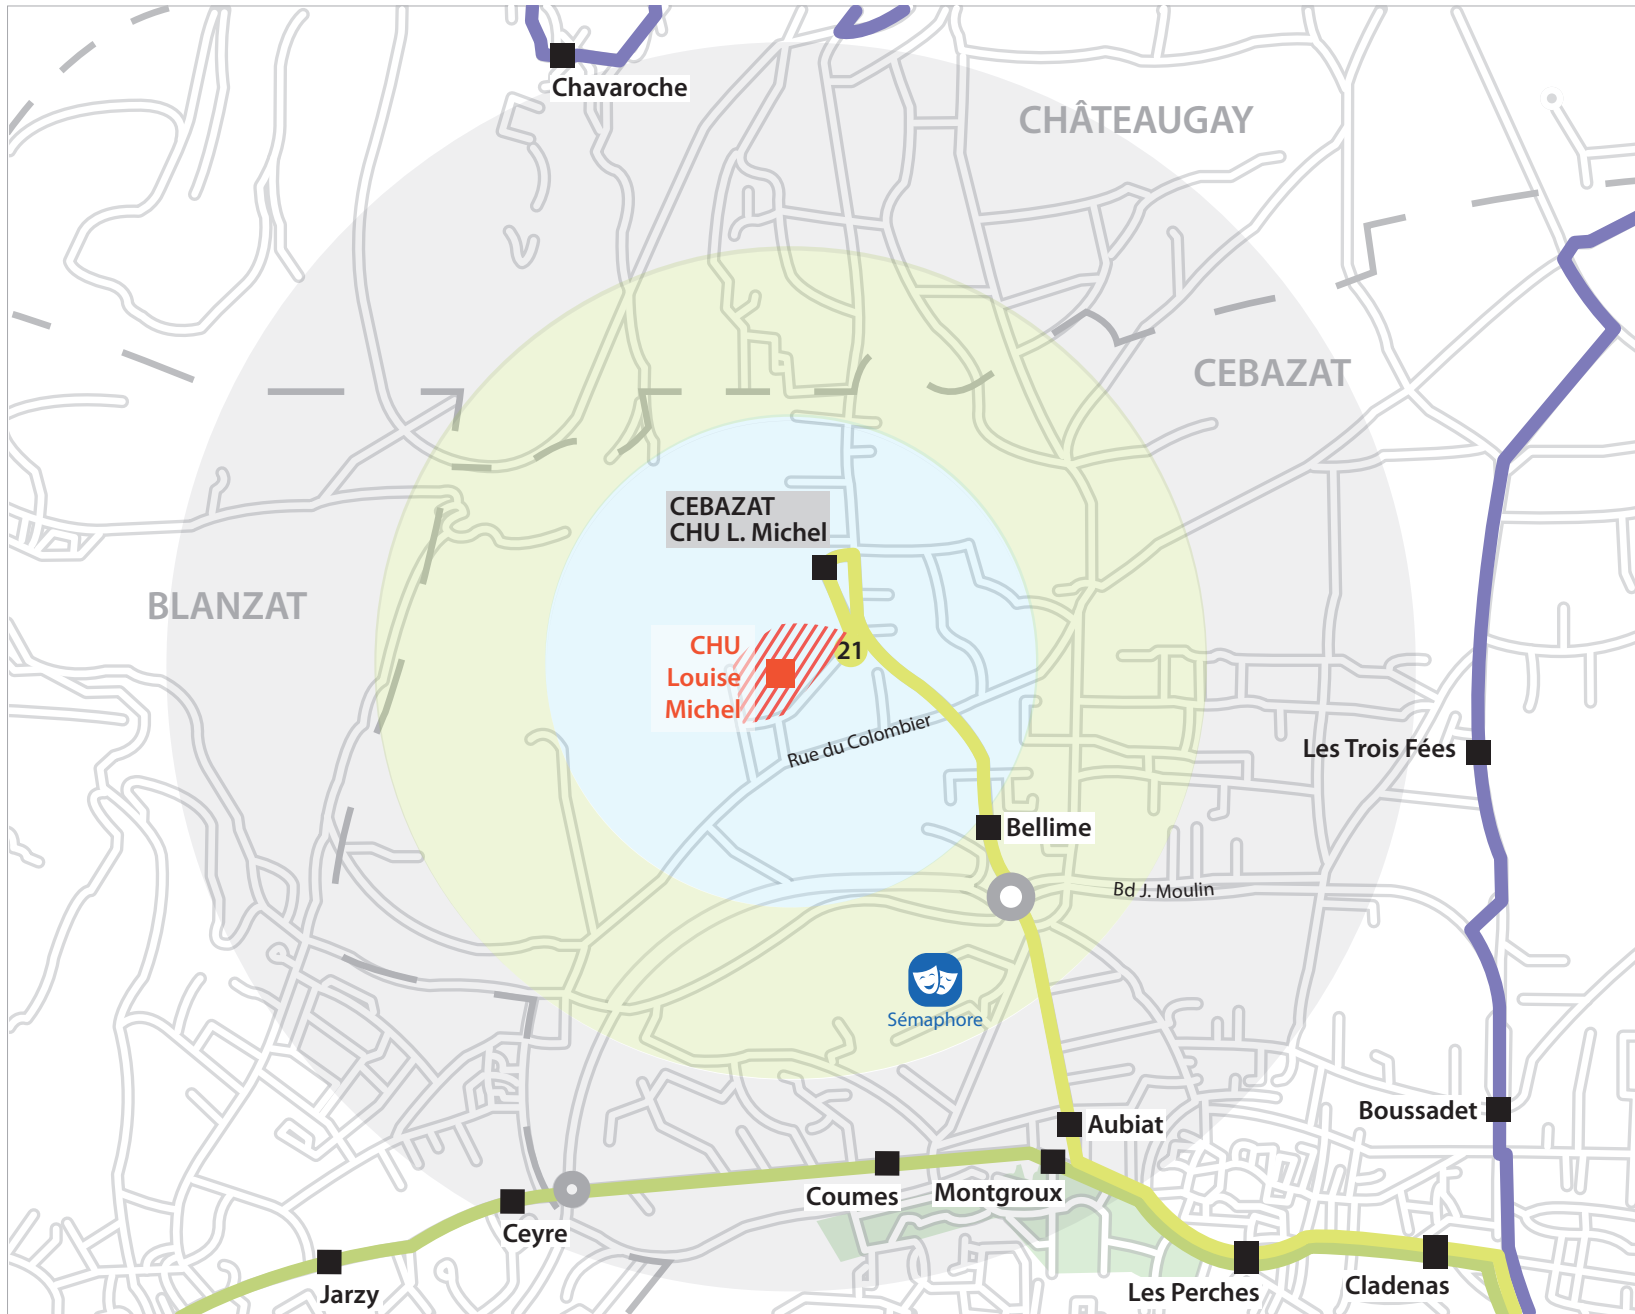 Chavaroche
CHÂTEAUGAY
CEBAZAT
CEBAZAT
CHU L. Michel
BLANZAT
CHU
Louise
Michel
21
Rue du Colombier
Les Trois Fées
Bellime
Bd J. Moulin
Sémaphore
Boussadet
Aubiat
Coumes
Montgroux
Ceyre
Jarzy
Les Perches
Cladenas